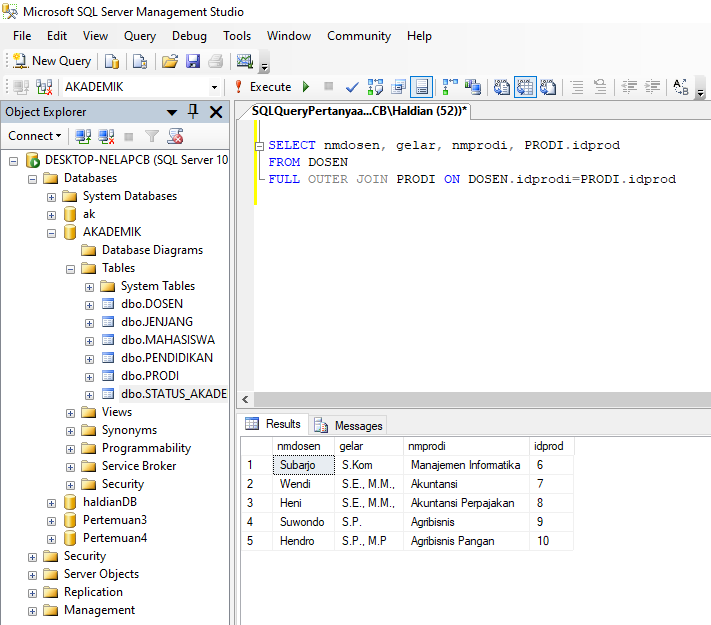 Microsoft SQL Server Management Studio
File Edit View Query Debug Tools Window Community Help
New Query
AKADEMIK Execute
Object Explorer
Connect
DESKTOP-NELAPCB (SQL Server 10
Databases
System Databases
ak
AKADEMIK
Database Diagrams
Tables
System Tables
dbo.DOSEN
dbo.JENJANG
dbo.MAHASISWA
dbo.PENDIDIKAN
dbo.PRODI
dbo.STATUS_AKADE
Views
Synonyms
Programmability
Service Broker
Security
haldianDB
Pertemuan3
Pertemuan4
Security
Server Objects
Replication
Management
SQLQueryPertanyaa...CB\Haldian (52))*
SELECT nmdosen, gelar, nmprodi, PRODI.idprod
FROM DOSEN
FULL OUTER JOIN PRODI ON DOSEN.idprodi=PRODI.idprod
Results Messages
nmdosen gelar nmprodi idprod
1 Subarjo S.Kom Manajemen Informatika 6
2 Wendi S.E., M.M., Akuntansi 7
3 Heni S.E., M.M., Akuntansi Perpajakan 8
4 Suwondo S.P. Agribisnis 9
5 Hendro S.P., M.P Agribisnis Pangan 10